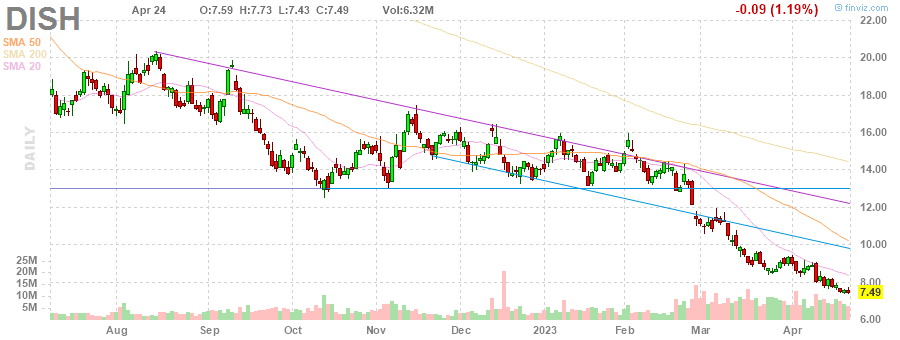 DISH
Apr 24 O:7.59 H:7.73 L:7.43 C:7.49 Vol:6.32M
-0.09 (1.19%)
finviz.com
SMA 50
SMA 200
SMA 20
DAILY
22.00
20.00
18.00
16.00
14.00
12.00
10.00
8.00
7.49
6.00
25M
20M
15M
10M
5M
Aug Sep Oct Nov Dec 2023 Feb Mar Apr